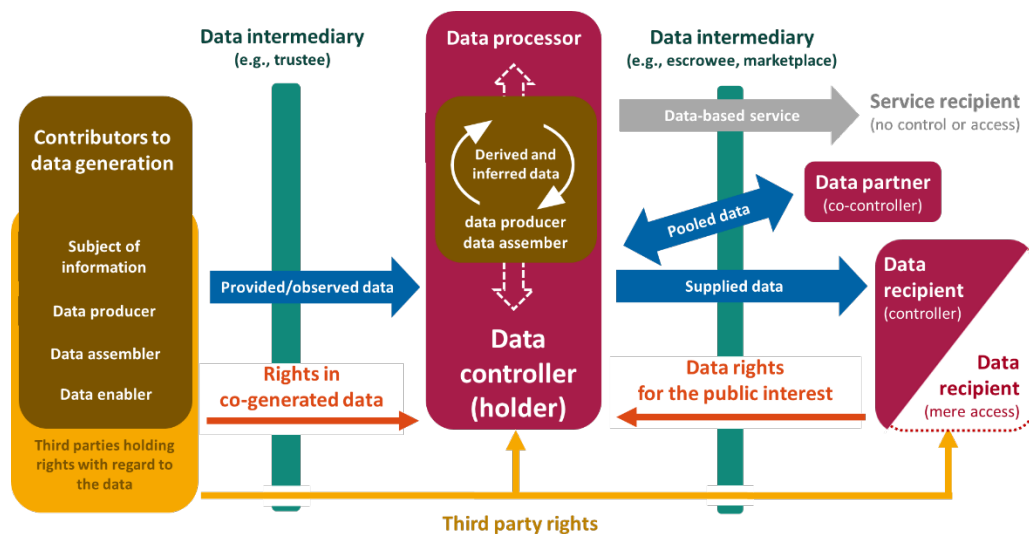 Data intermediary
(e.g., trustee)
Data processor
Data intermediary
(e.g., escrowee, marketplace)
Contributors to
data generation
Subject of
information
Data producer
Data assembler
Data enabler
Third parties holding
rights with regard to
the data
Provided/observed data
Rights in
co-generated data
Derived and
inferred data
data producer
data assember
Data
controller
(holder)
Data-based service
Service recipient
(no control or access)
Pooled data
Data partner
(co-controller)
Supplied data
Data
recipient
(controller)
Data rights
for the public interest
Data
recipient
(mere access)
Third party rights